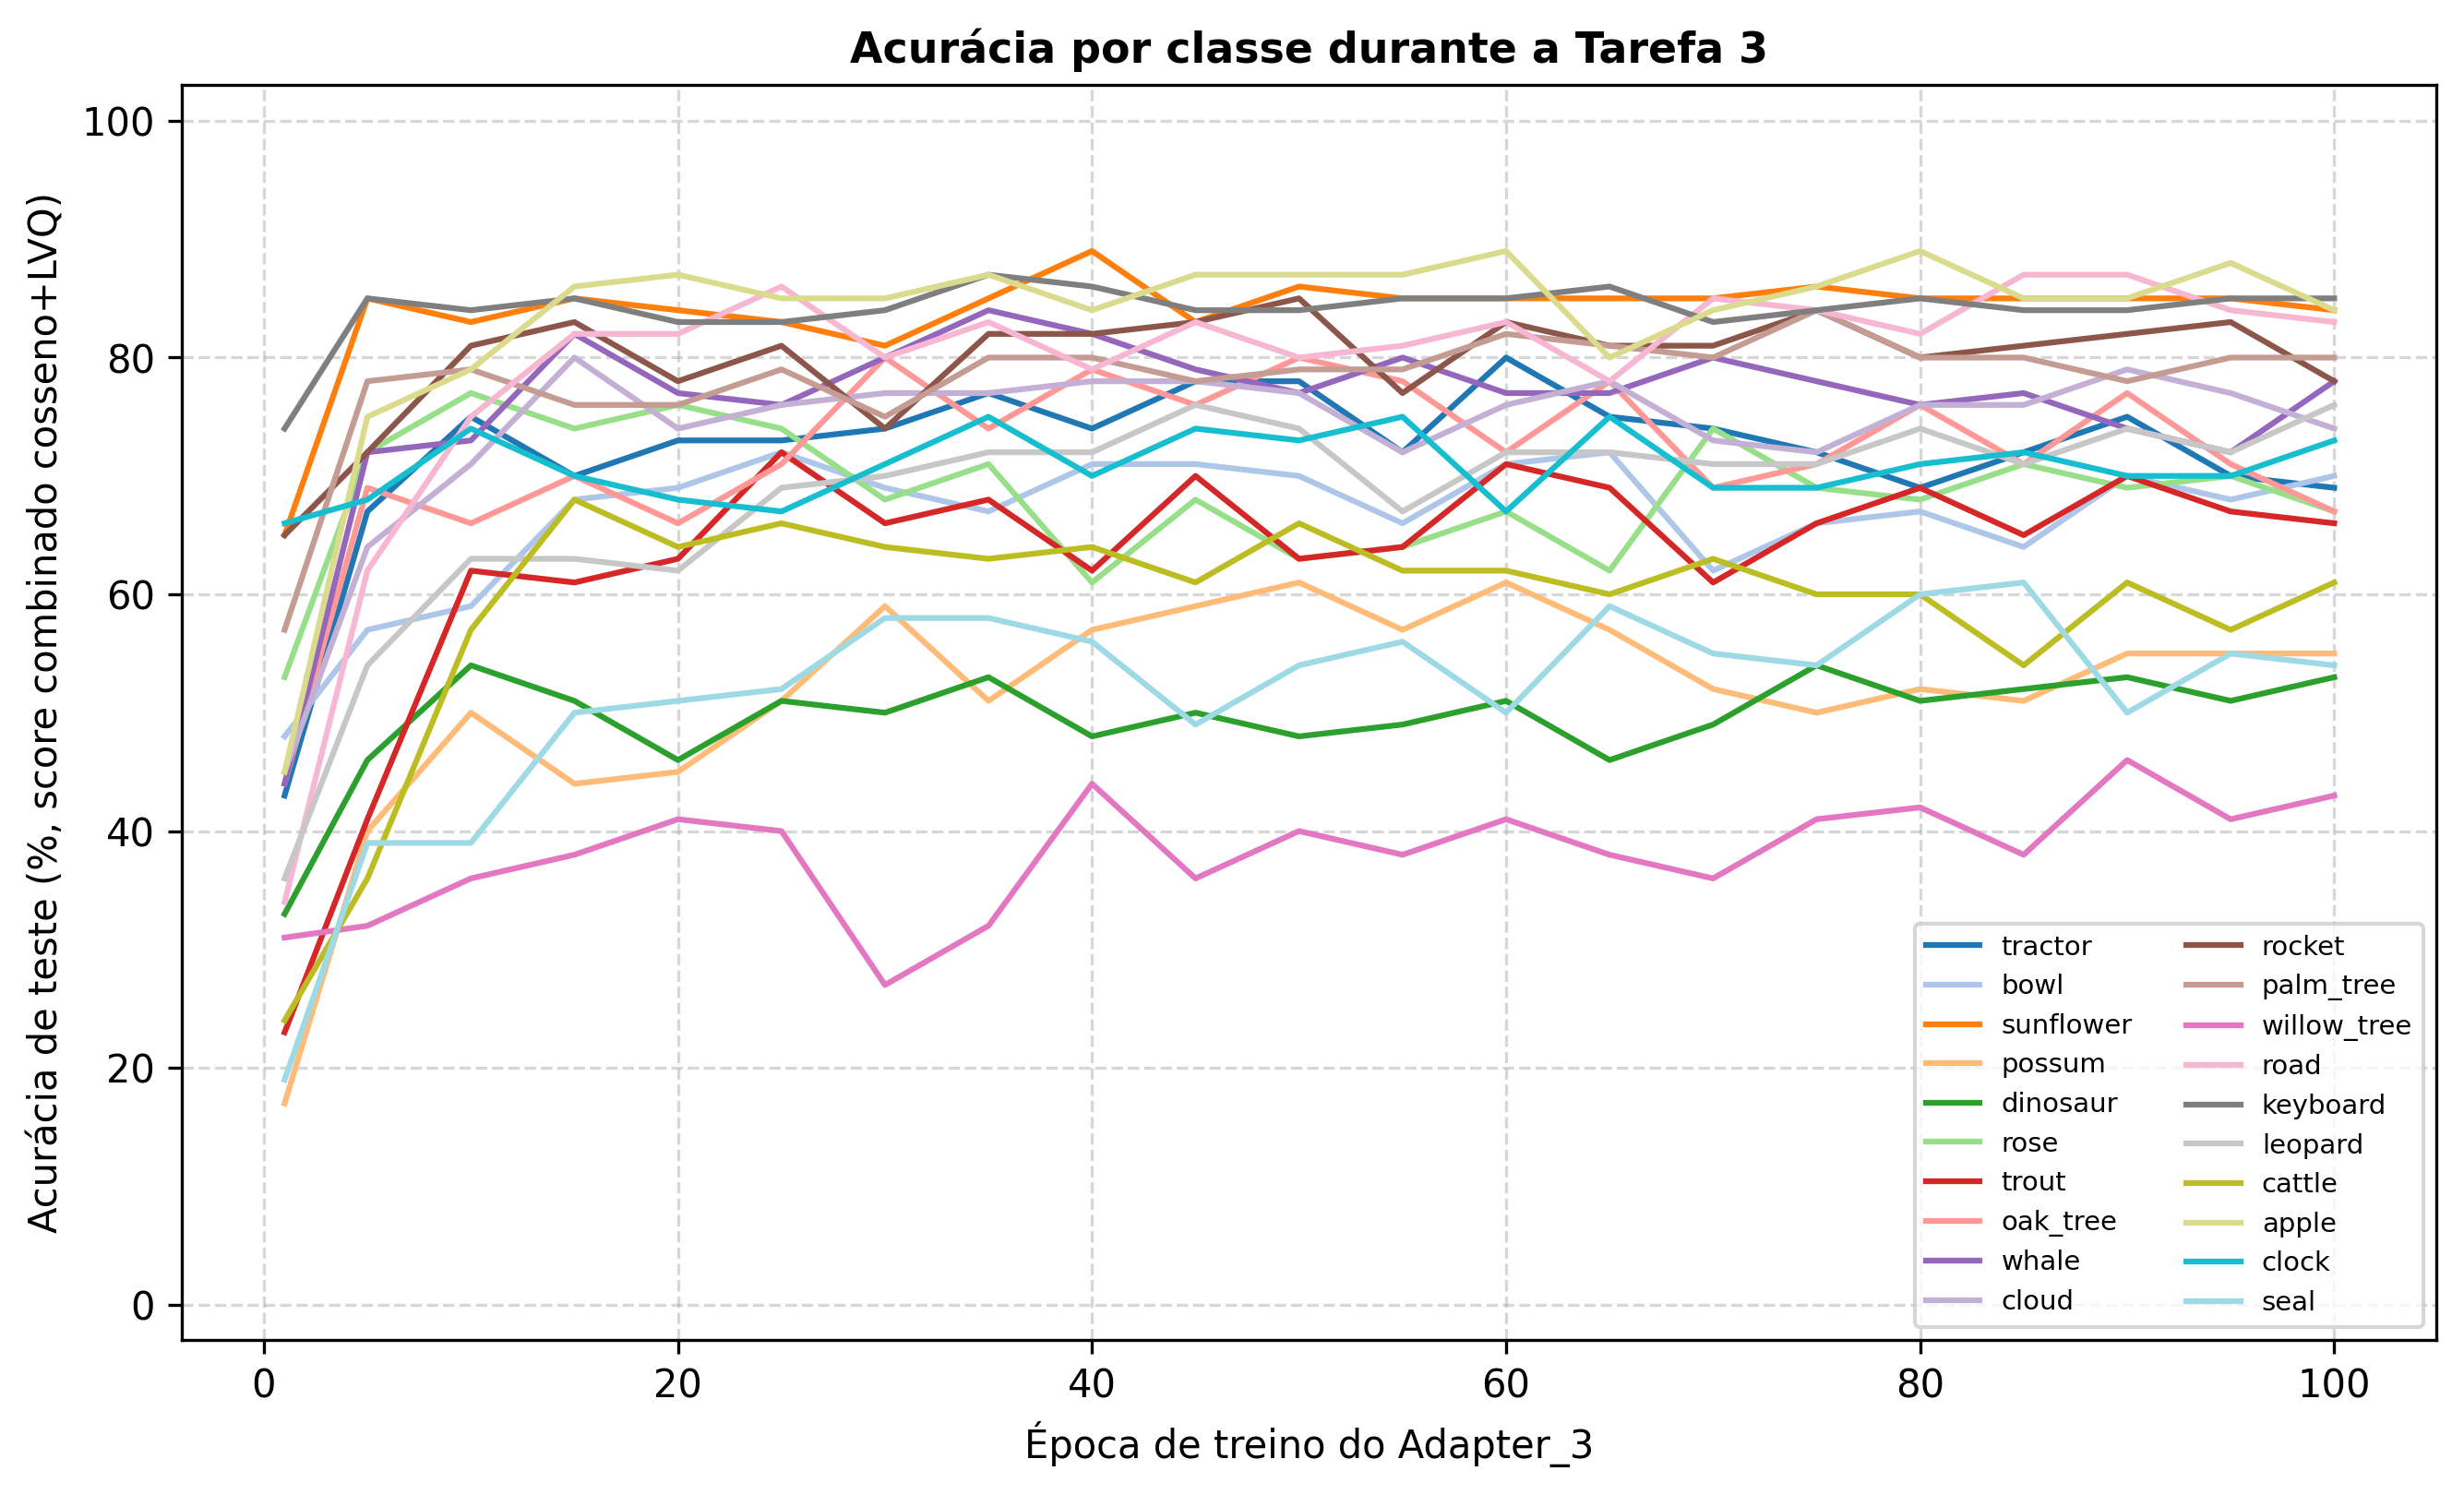 Acurácia por classe durante a Tarefa 3
Acurácia de teste (%, score combinado cosseno+LVQ)
100
80
60
40
20
0
0
20
40
60
80
100
Época de treino do Adapter_3
tractor
bowl
sunflower
possum
dinosaur
rose
trout
oak_tree
whale
cloud
rocket
palm_tree
willow_tree
road
keyboard
leopard
cattle
apple
clock
seal